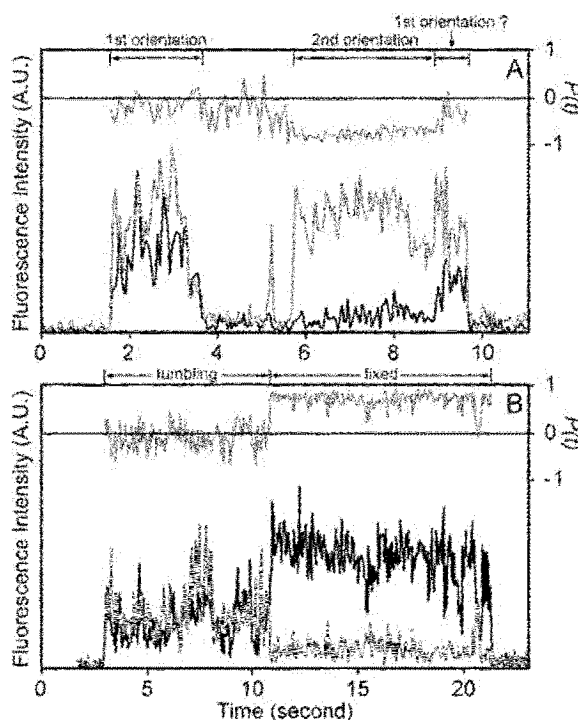 1st orientation ?
1st orientation
2nd orientation
A
1
0
-1
P(t)
Fluorescence Intensity (A.U.)
0 2 4 6 8 10
tumbling
fixed
B
1
0
-1
P(t)
Fluorescence Intensity (A.U.)
0 5 10 15 20
Time (second)